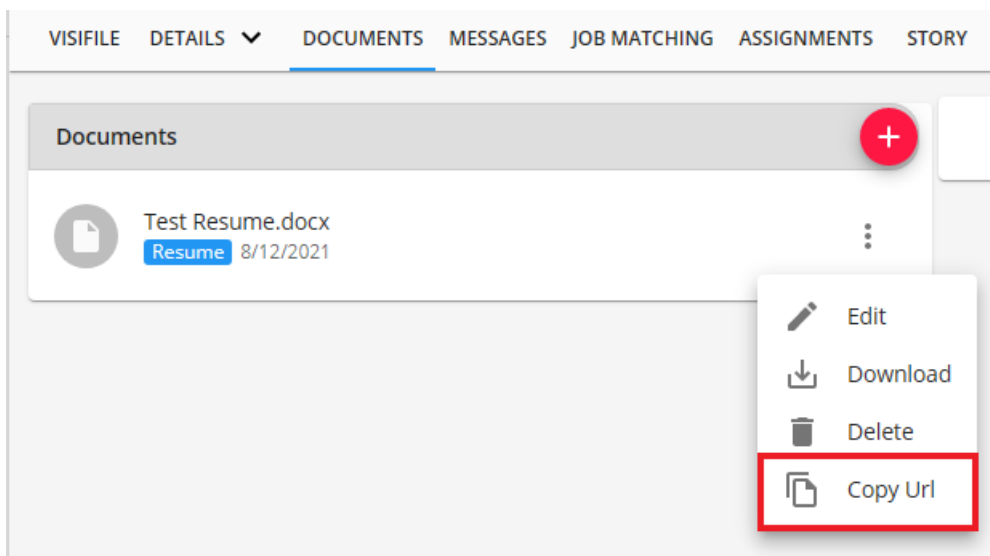 VISIFILE DETAILS DOCUMENTS MESSAGES JOB MATCHING ASSIGNMENTS STORY
Documents
Test Resume.docx
Resume 8/12/2021
Edit
Download
Delete
Copy Url